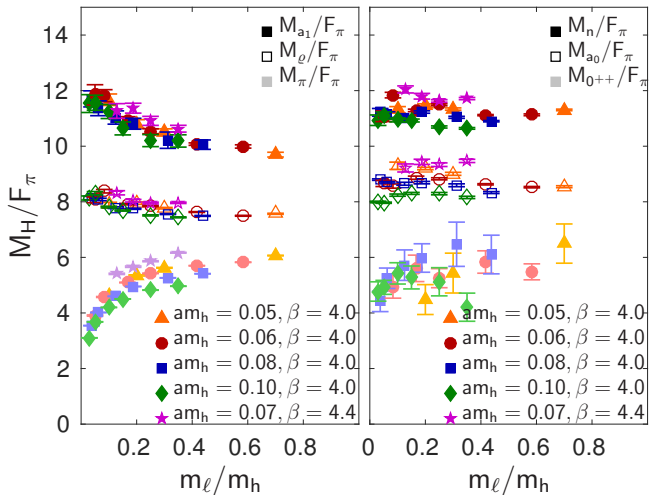 M_H/F_π
14
12
10
8
6
4
2
0
M_{a_1}/F_π
M_ϱ/F_π
M_π/F_π
am_h = 0.05, β = 4.0
am_h = 0.06, β = 4.0
am_h = 0.08, β = 4.0
am_h = 0.10, β = 4.0
am_h = 0.07, β = 4.4
0.2 0.4 0.6 0.8
m_ℓ/m_h
M_n/F_π
M_{a_0}/F_π
M_{0++}/F_π
am_h = 0.05, β = 4.0
am_h = 0.06, β = 4.0
am_h = 0.08, β = 4.0
am_h = 0.10, β = 4.0
am_h = 0.07, β = 4.4
0 0.2 0.4 0.6 0.8
m_ℓ/m_h